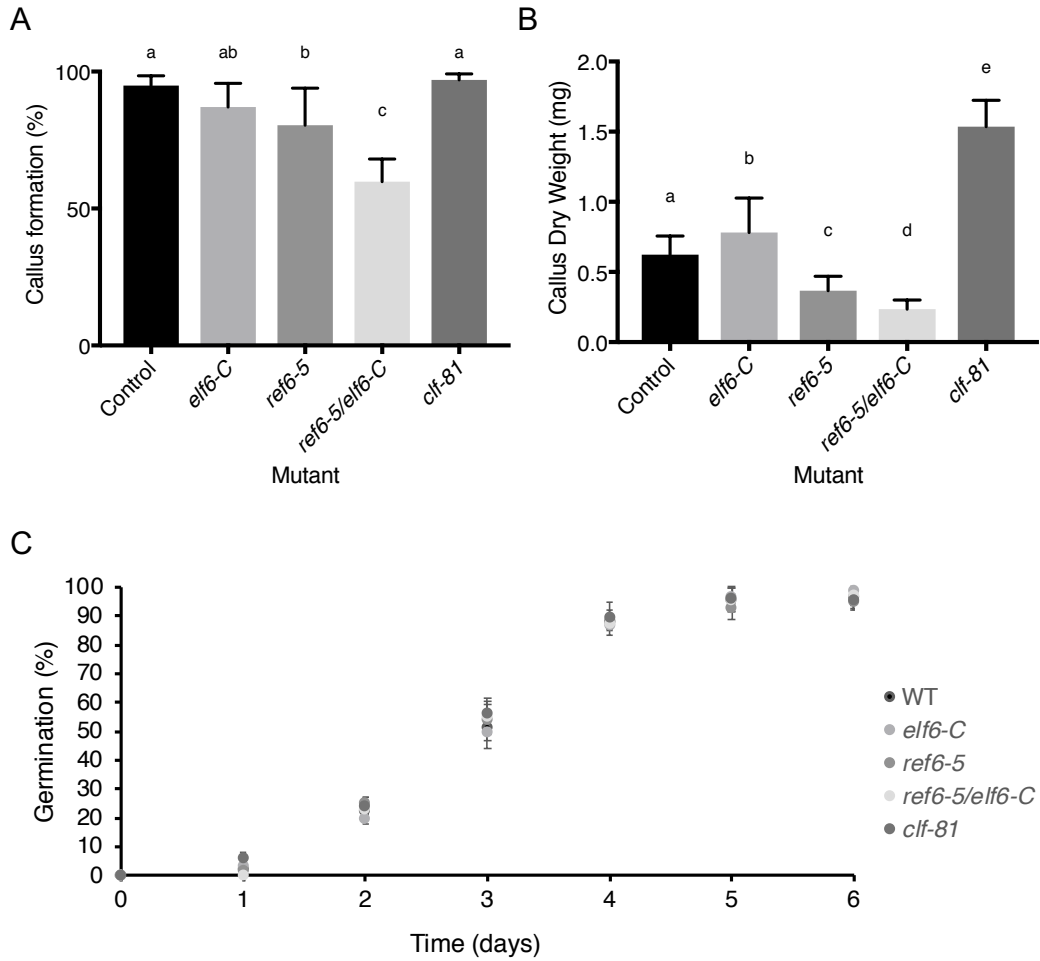 A
a
ab
b
c
a
100
50
0
Callus formation (%)
Control
elf6-C
ref6-5
ref6-5/elf6-C
clf-81
Mutant
B
a
b
c
d
e
2.0
1.5
1.0
0.5
0.0
Callus Dry Weight (mg)
Control
elf6-C
ref6-5
ref6-5/elf6-C
clf-81
Mutant
C
100
90
80
70
60
50
40
30
20
10
0
Germination (%)
0 1 2 3 4 5 6
Time (days)
WT
elf6-C
ref6-5
ref6-5/elf6-C
clf-81